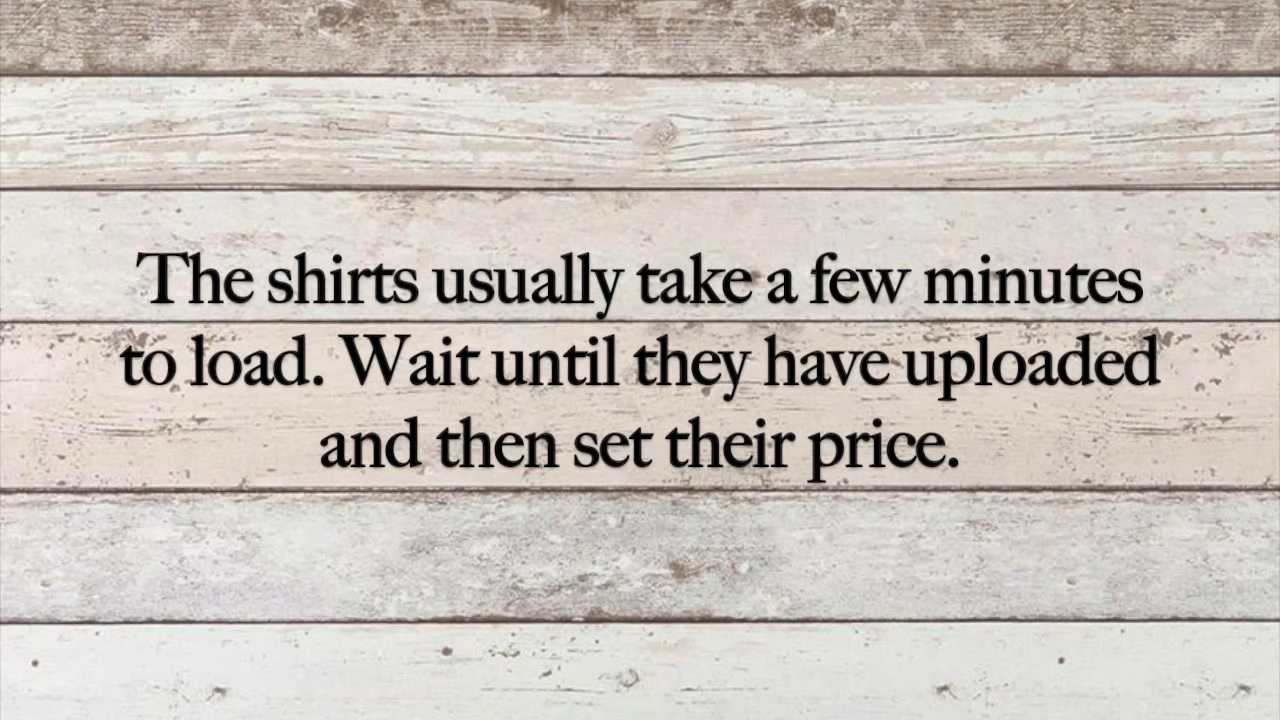 The shirts usually take a few minutes
to load. Wait until they have uploaded
and then set their price.